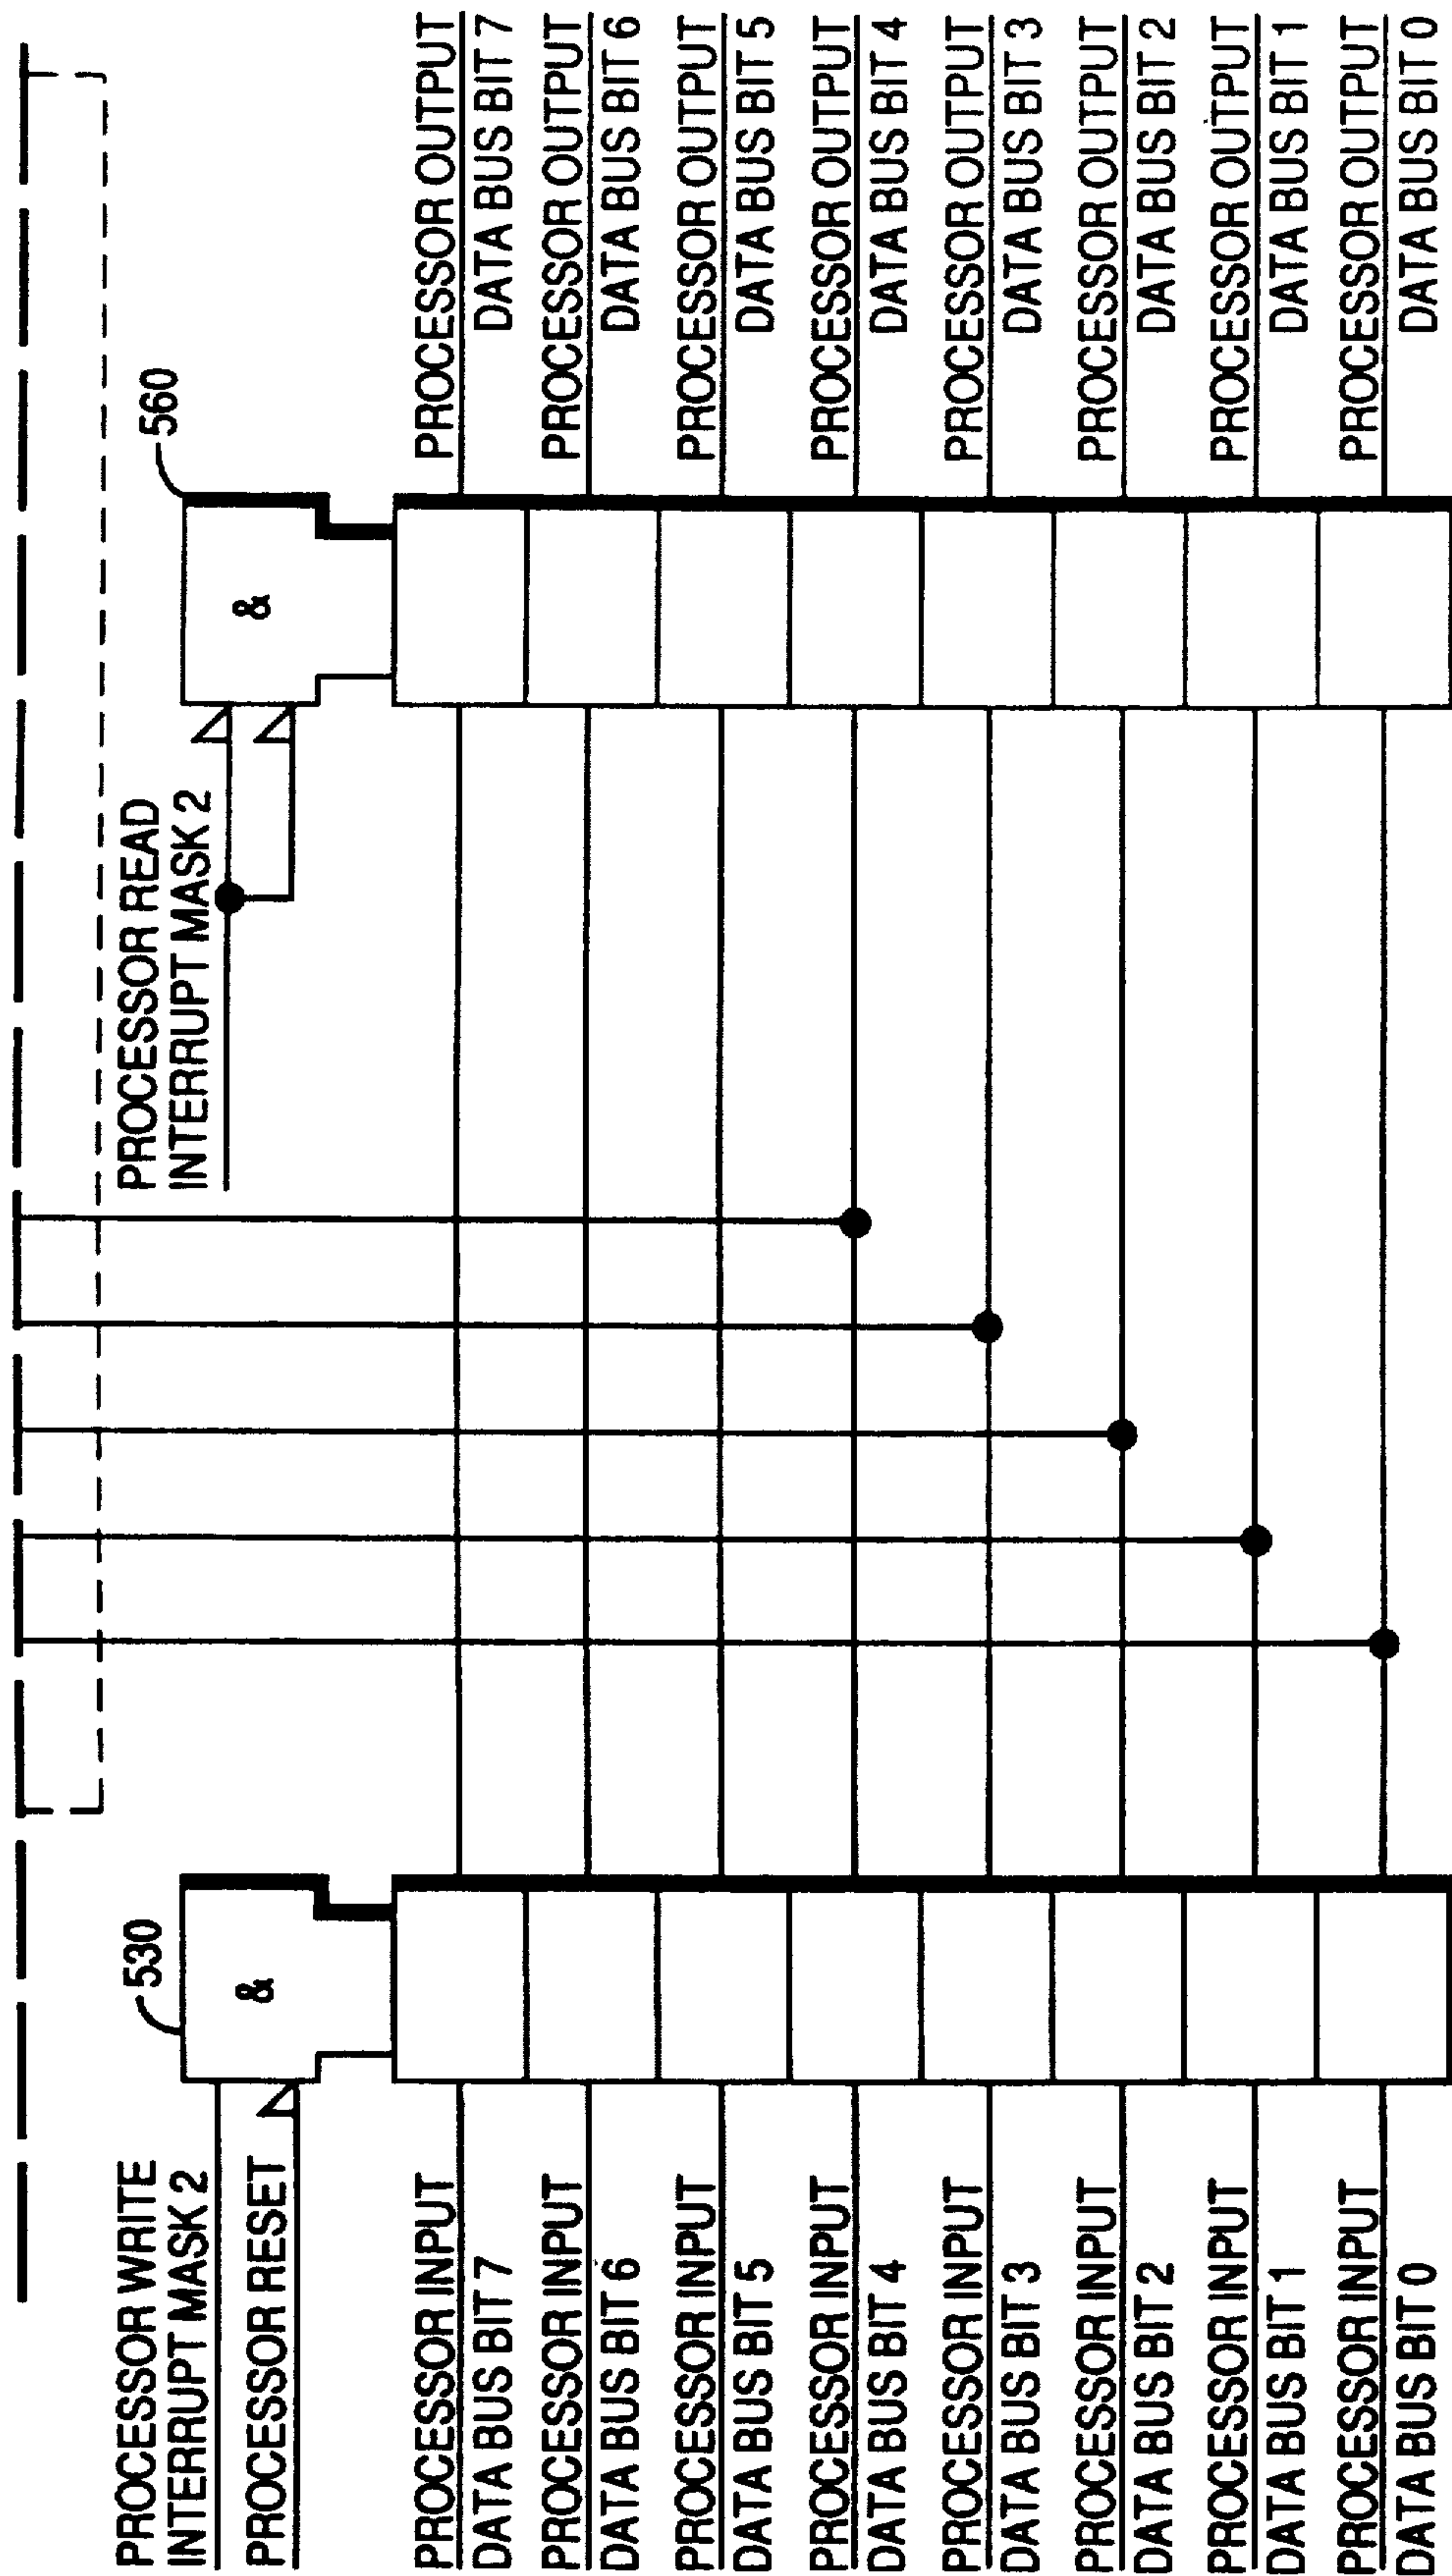 PROCESSOR WRITE
INTERRUPT MASK 2
PROCESSOR RESET
530
&
PROCESSOR READ
INTERRUPT MASK 2
560
&
PROCESSOR INPUT
DATA BUS BIT 7
PROCESSOR OUTPUT
DATA BUS BIT 7
PROCESSOR INPUT
DATA BUS BIT 6
PROCESSOR OUTPUT
DATA BUS BIT 6
PROCESSOR INPUT
DATA BUS BIT 5
PROCESSOR OUTPUT
DATA BUS BIT 5
PROCESSOR INPUT
DATA BUS BIT 4
PROCESSOR OUTPUT
DATA BUS BIT 4
PROCESSOR INPUT
DATA BUS BIT 3
PROCESSOR OUTPUT
DATA BUS BIT 3
PROCESSOR INPUT
DATA BUS BIT 2
PROCESSOR OUTPUT
DATA BUS BIT 2
PROCESSOR INPUT
DATA BUS BIT 1
PROCESSOR OUTPUT
DATA BUS BIT 1
PROCESSOR INPUT
DATA BUS BIT 0
PROCESSOR OUTPUT
DATA BUS BIT 0